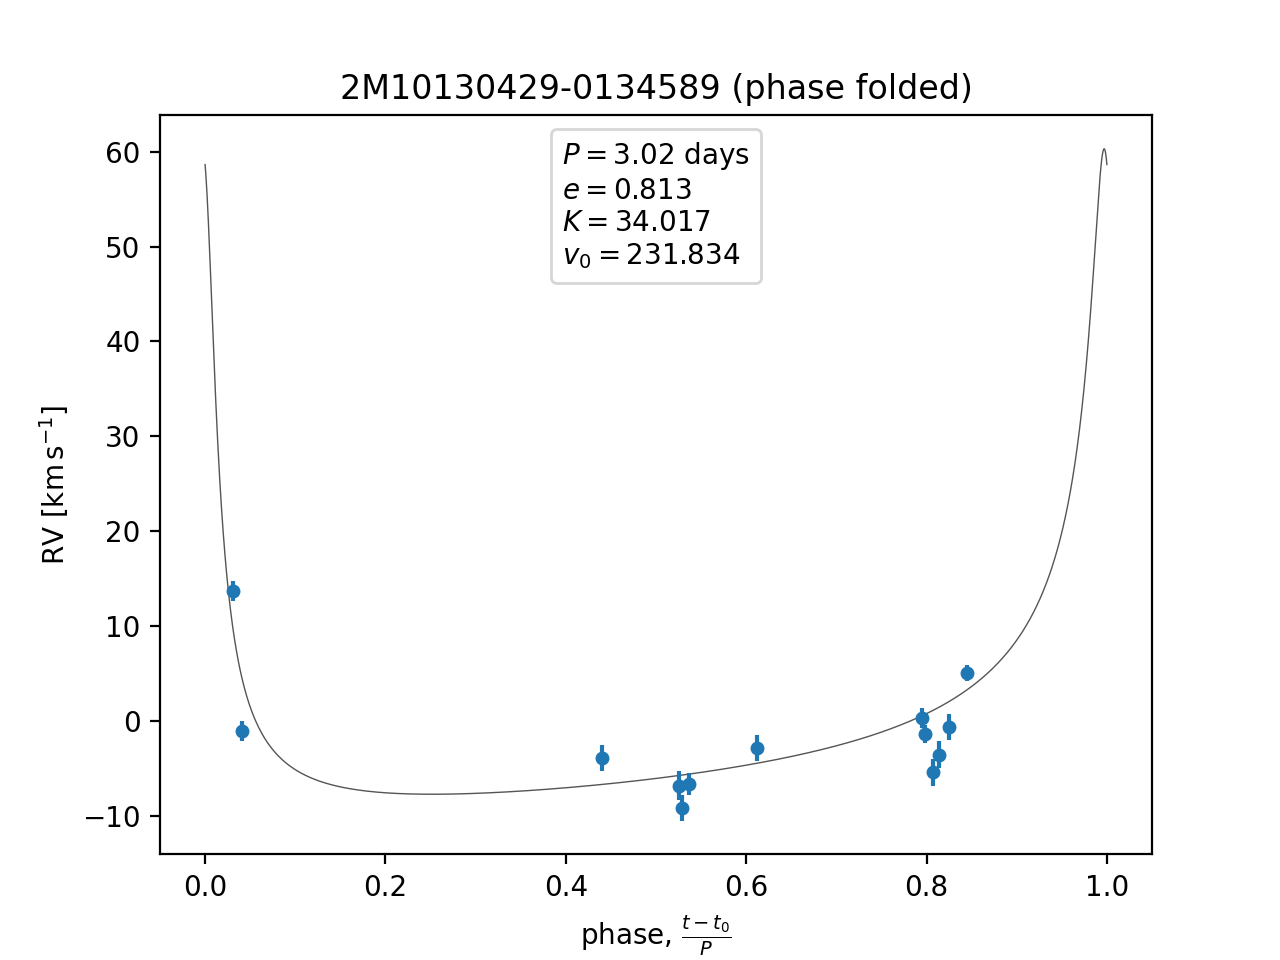 2M10130429-0134589 (phase folded)
P = 3.02 days
e = 0.813
K = 34.017
v₀ = 231.834
60
50
40
30
20
10
0
−10
RV [km s⁻¹]
0.0 0.2 0.4 0.6 0.8 1.0
phase, t − t₀ / P